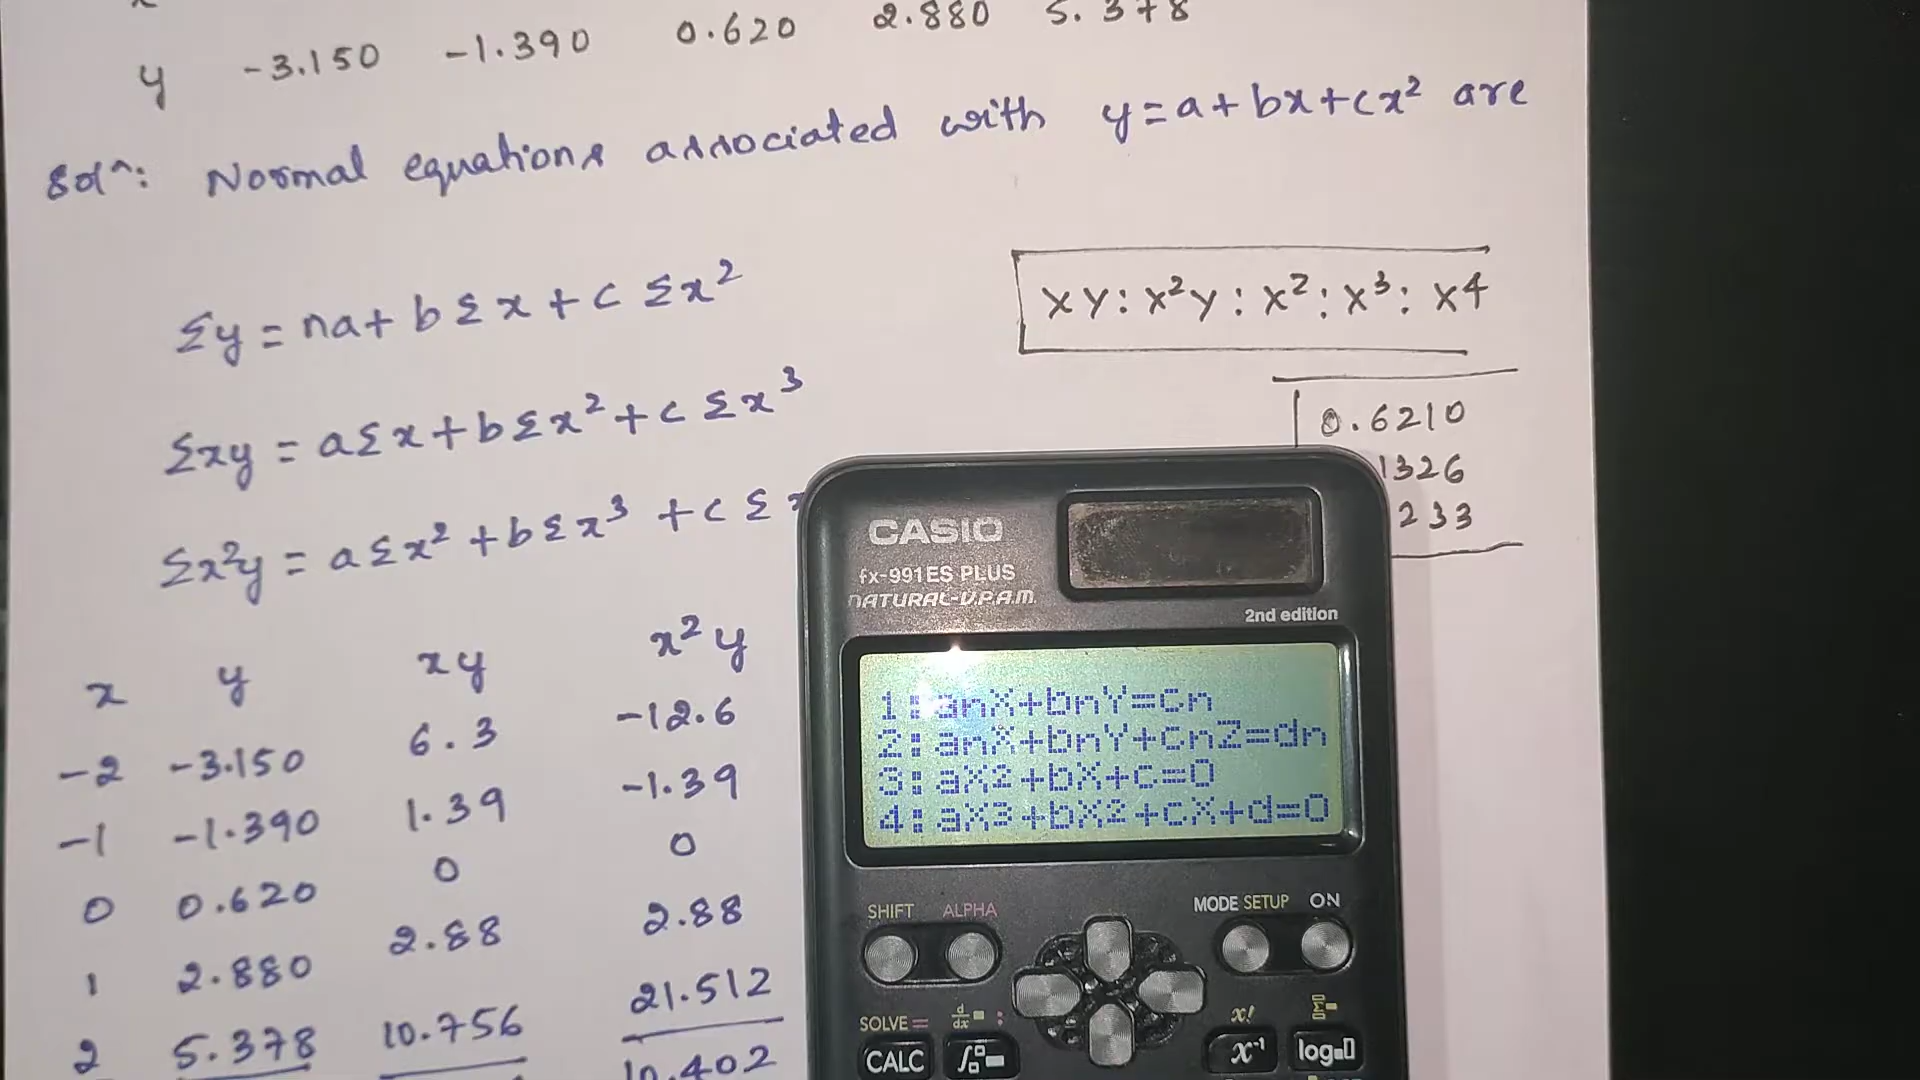 y -3.150 -1.390 0.620 2.880 5.378
Solⁿ: Normal equations associated with y=a+bx+cx² are
Σy = na+ bΣx + cΣx²
xy : x²y : x² : x³ : x4
Σxy = aΣx+bΣx²+cΣx³
0.6210
1326
233
Σx²y = aΣx² +bΣx³ +cΣ
x y xy x²y
-2 -3.150 6.3 -12.6
-1 -1.390 1.39 -1.39
0 0.620 0 0
1 2.880 2.88 2.88
2 5.378 10.756 21.512
10.402
CASIO
fx-991ES PLUS
NATURAL-V.P.A.M.
2nd edition
1:anX+bnY=cn
2:anX+bnY+cnZ=dn
3:aX²+bX+c=0
4:aX³+bX²+cX+d=0
SHIFT ALPHA MODE SETUP ON
SOLVE = d/dx : x! Σ
CALC ∫ x⁻¹ log